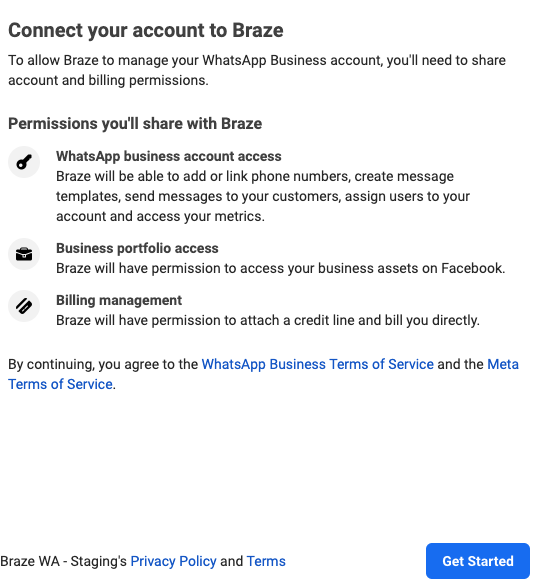 Connect your account to Braze
To allow Braze to manage your WhatsApp Business account, you'll need to share
account and billing permissions.
Permissions you'll share with Braze
WhatsApp business account access
Braze will be able to add or link phone numbers, create message
templates, send messages to your customers, assign users to your
account and access your metrics.
Business portfolio access
Braze will have permission to access your business assets on Facebook.
Billing management
Braze will have permission to attach a credit line and bill you directly.
By continuing, you agree to the WhatsApp Business Terms of Service and the Meta
Terms of Service.
Braze WA - Staging's Privacy Policy and Terms
Get Started